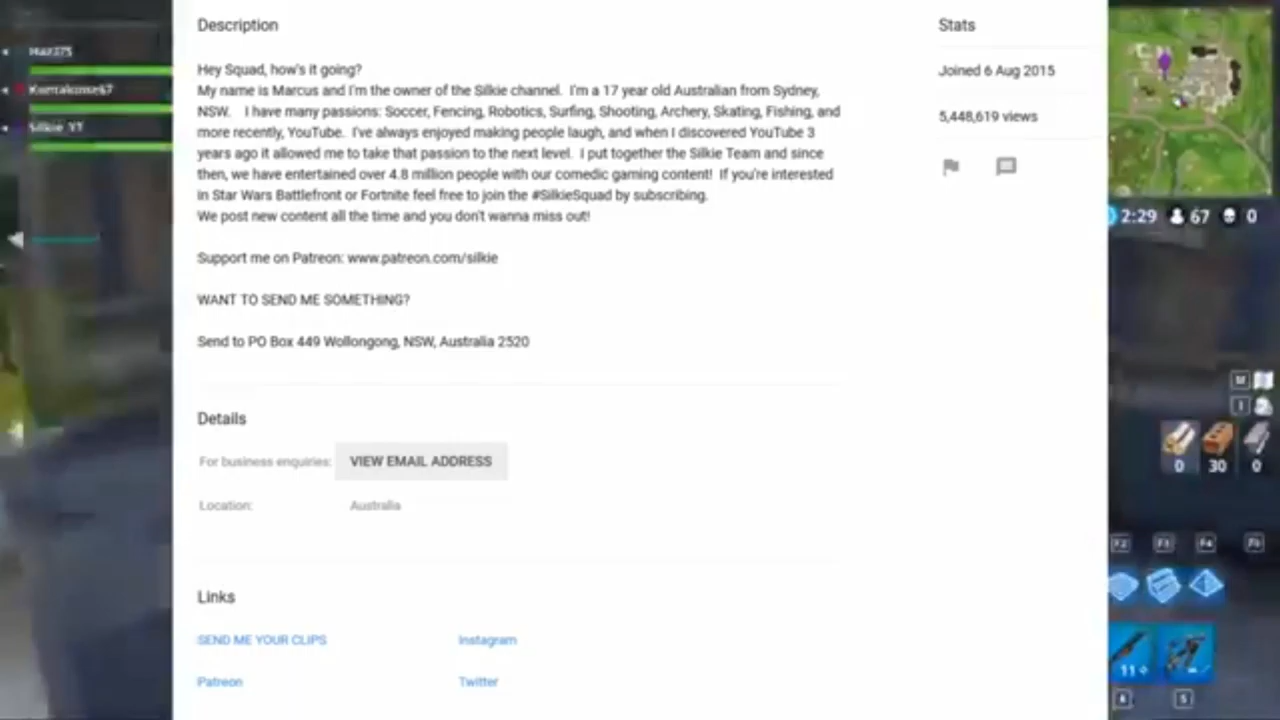 Description
Stats
Hey Squad, how's it going?
My name is Marcus and I'm the owner of the Silkie channel. I'm a 17 year old Australian from Sydney,
NSW. I have many passions: Soccer, Fencing, Robotics, Surfing, Shooting, Archery, Skating, Fishing, and
more recently, YouTube. I've always enjoyed making people laugh, and when I discovered YouTube 3
years ago it allowed me to take that passion to the next level. I put together the Silkie Team and since
then, we have entertained over 4.8 million people with our comedic gaming content! If you're interested
in Star Wars Battlefront or Fortnite feel free to join the #SilkieSquad by subscribing.
We post new content all the time and you don't wanna miss out!
Joined 6 Aug 2015
5,448,619 views
Support me on Patreon: www.patreon.com/silkie
WANT TO SEND ME SOMETHING?
Send to PO Box 449 Wollongong, NSW, Australia 2520
Details
For business enquiries: VIEW EMAIL ADDRESS
Location: Australia
Links
SEND ME YOUR CLIPS
Instagram
Patreon
Twitter
Silkie YT
2:29 67 0
M
I
0 30 0
F2 F3 F4 F5
11